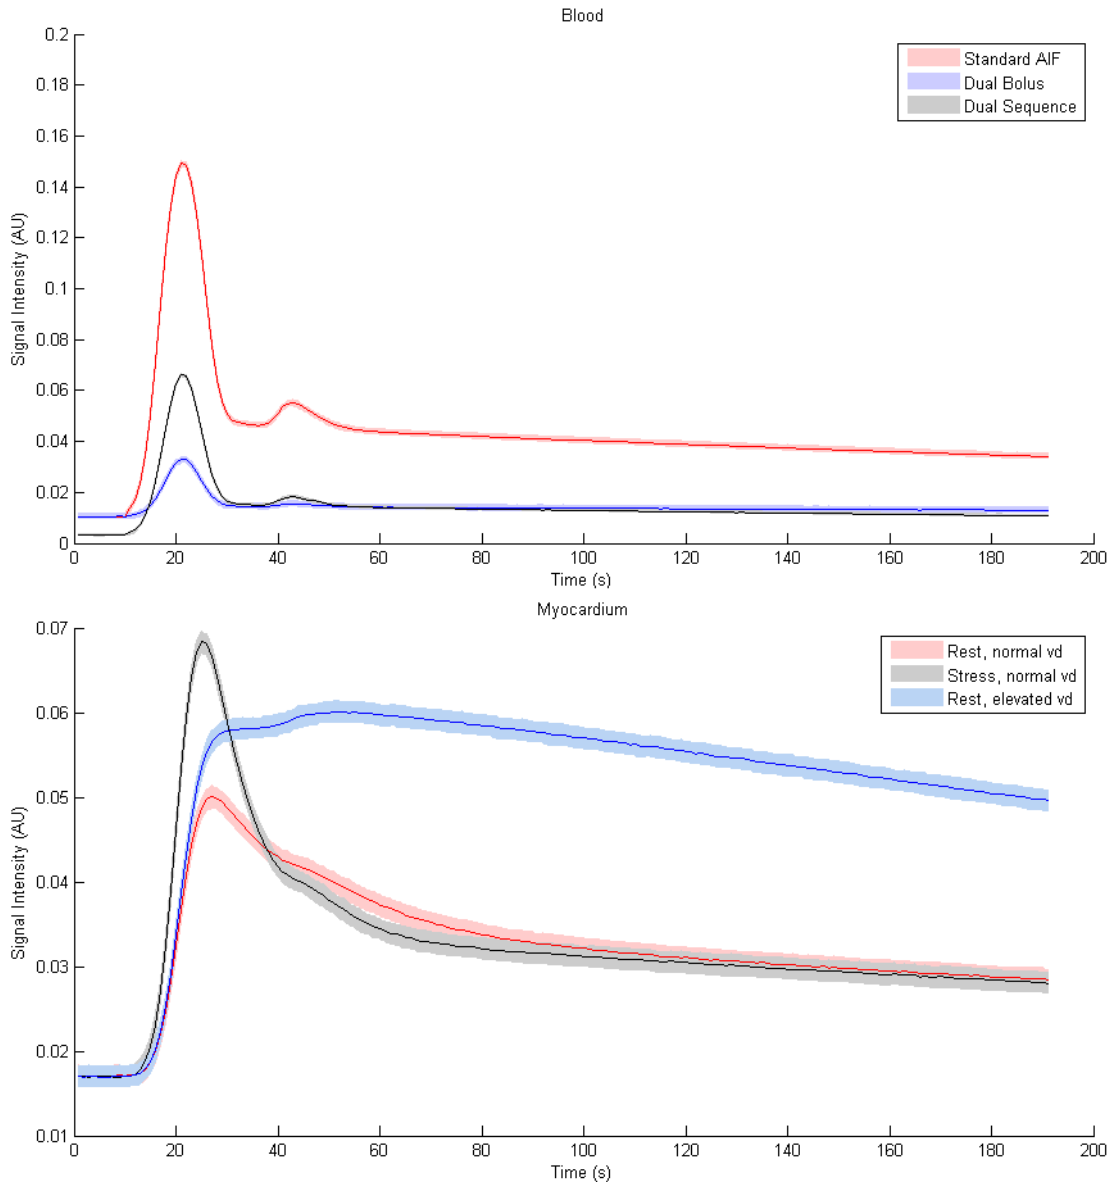 Blood
0.2
0.18
0.16
0.14
0.12
0.1
0.08
0.06
0.04
0.02
0
Signal Intensity (AU)
Standard AIF
Dual Bolus
Dual Sequence
0 20 40 60 80 100 120 140 160 180 200
Time (s)
Myocardium
0.07
0.06
0.05
0.04
0.03
0.02
0.01
Signal Intensity (AU)
Rest, normal vd
Stress, normal vd
Rest, elevated vd
0 20 40 60 80 100 120 140 160 180 200
Time (s)